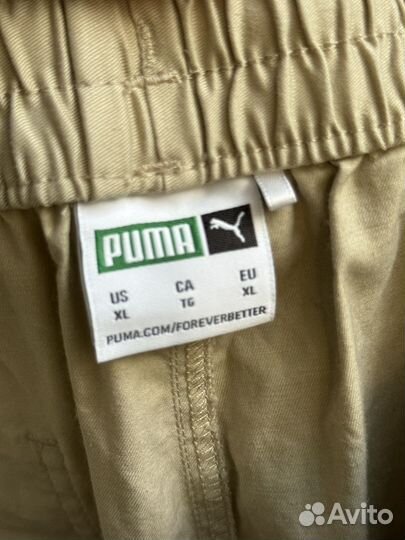 PUMA
US CA EU
XL TG XL
PUMA.COM/FOREVERBETTER
Avito